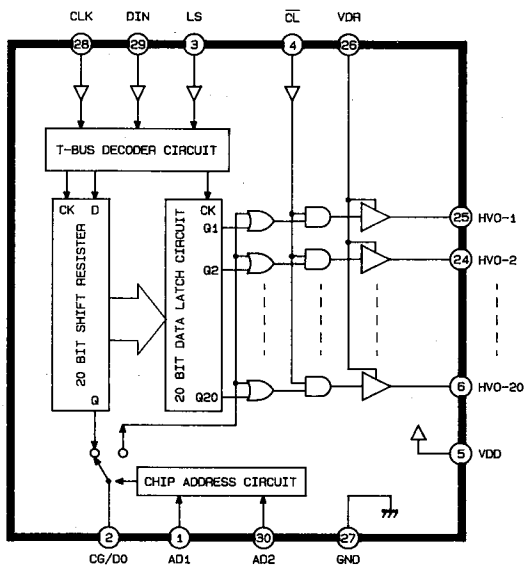 CLK DIN LS CL VDR
28 29 3 4 26
T-BUS DECODER CIRCUIT
CK D
CK
Q1
Q2
Q20
20 BIT SHIFT RESISTER
Q
20 BIT DATA LATCH CIRCUIT
25 HVO-1
24 HVO-2
6 HVO-20
5 VDD
CHIP ADDRESS CIRCUIT
2 1 30 27
CG/DO AD1 AD2 GND